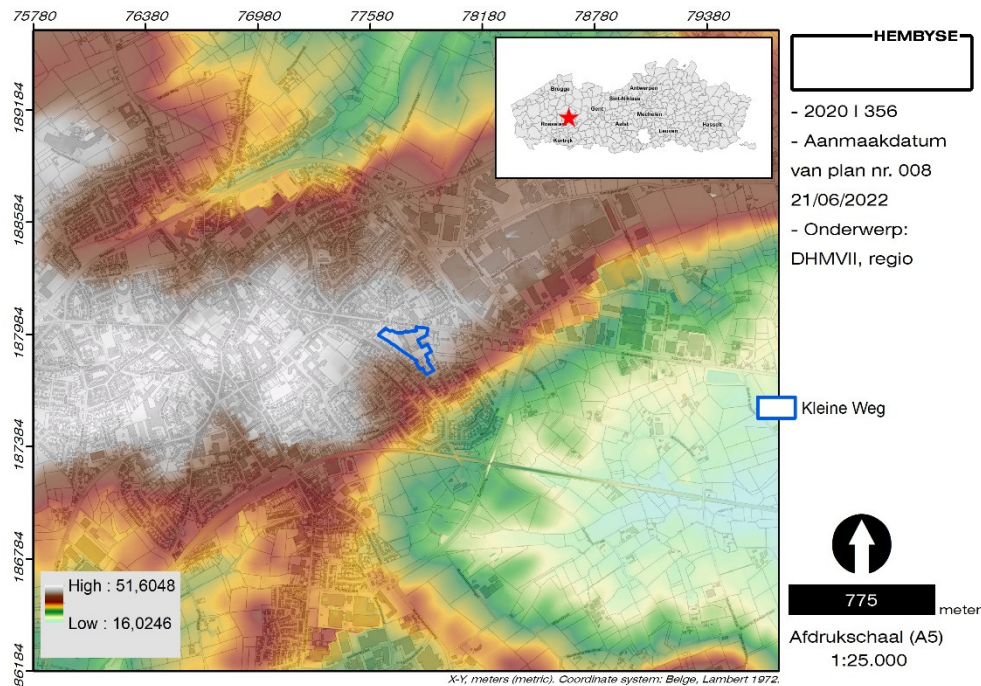 75780 76380 76980 77580 78180 78780 79380
189184
188584
187984
187384
186784
186184
Brugge
Antwerpen
Sint-Niklaas
Gent
Mechelen
Roeselare
Aalst
Leuven
Hasselt
Kortrijk
HEMBYSE
- 2020 I 356
- Aanmaakdatum
van plan nr. 008
21/06/2022
- Onderwerp:
DHMVII, regio
Kleine Weg
High : 51,6048
Low : 16,0246
775
meter
Afdrukschaal (A5)
1:25.000
X-Y, meters (metric). Coordinate system: Belge, Lambert 1972.